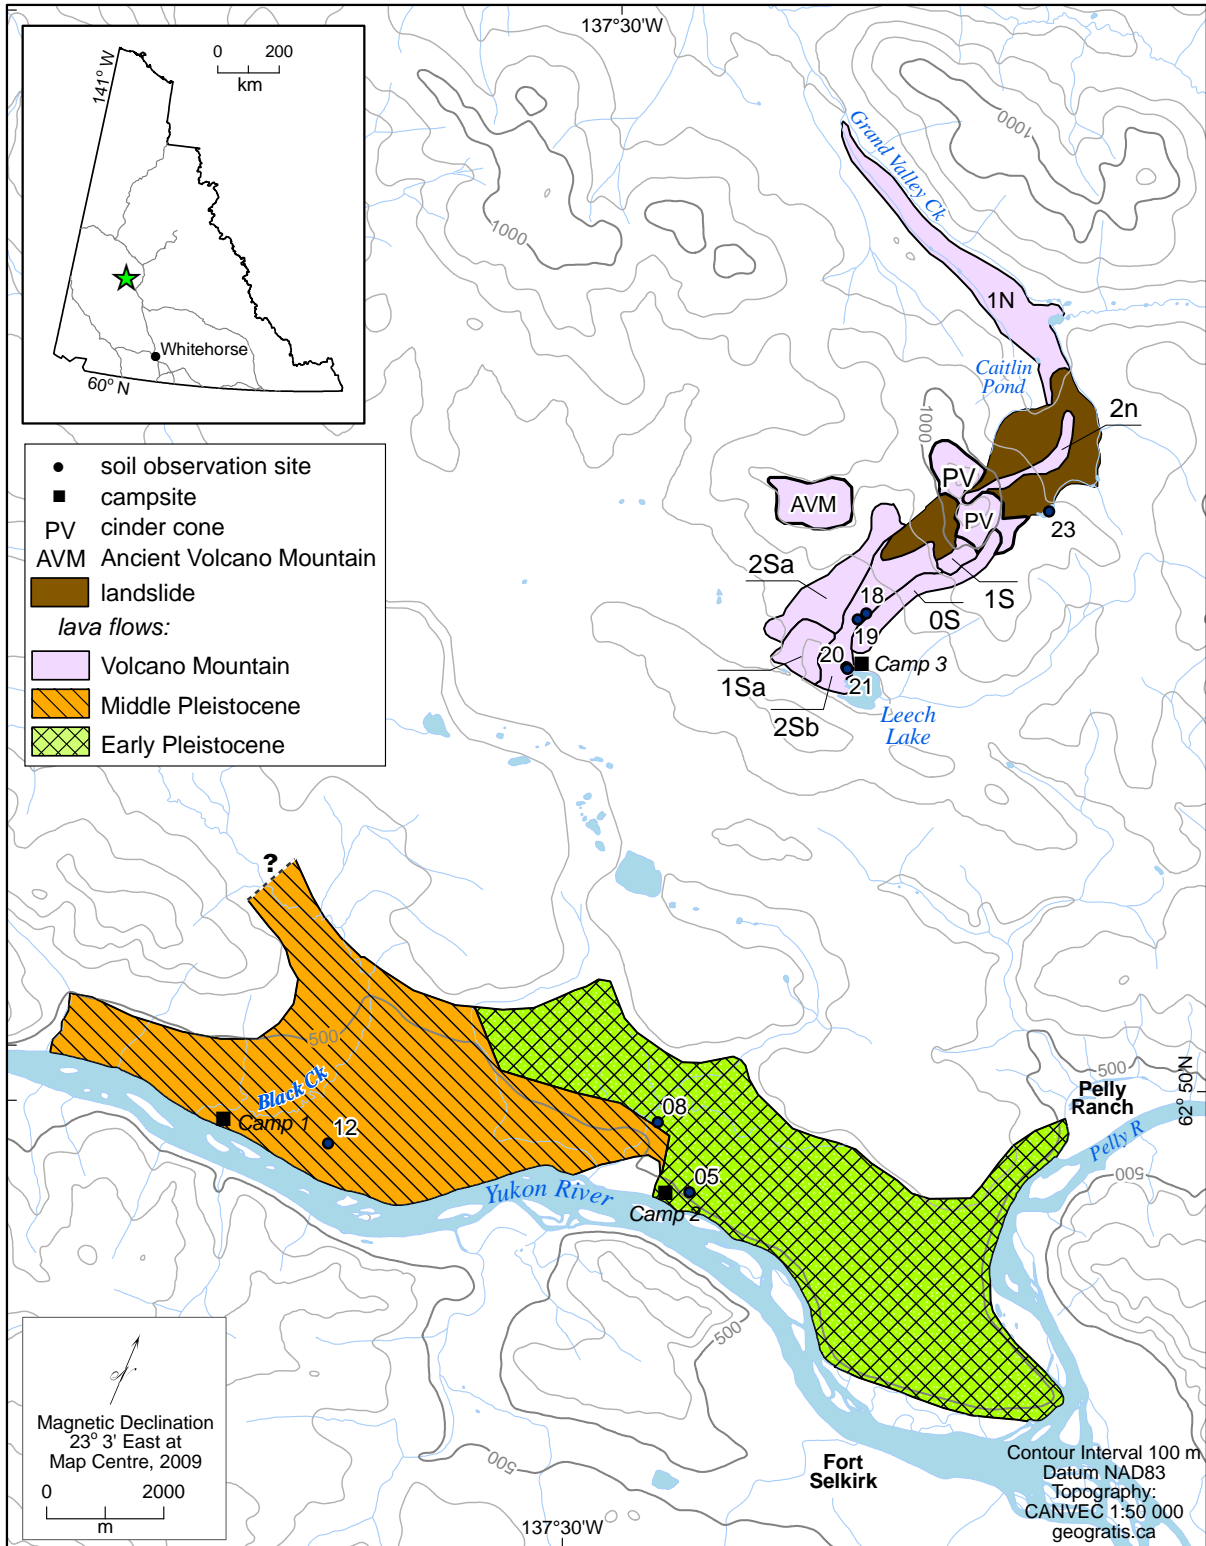 137°30'W
0 200
km
141° W
Whitehorse
60° N
1000
1000
Grand Valley Ck
1N
Caitlin
Pond
2n
1000
PV
AVM
PV
23
2Sa
1S
18
0S
19
20
Camp 3
1Sa
21
2Sb
Leech
Lake
soil observation site
campsite
PV cinder cone
AVM Ancient Volcano Mountain
landslide
lava flows:
Volcano Mountain
Middle Pleistocene
Early Pleistocene
?
500
500
62° 50'N
Pelly
Ranch
Black Ck
Camp 1
12
08
Pelly R
500
05
Yukon River
Camp 2
500
500
Magnetic Declination
23° 3' East at
Map Centre, 2009
0 2000
m
Fort
Selkirk
Contour Interval 100 m
Datum NAD83
Topography:
CANVEC 1:50 000
geogratis.ca
137°30'W